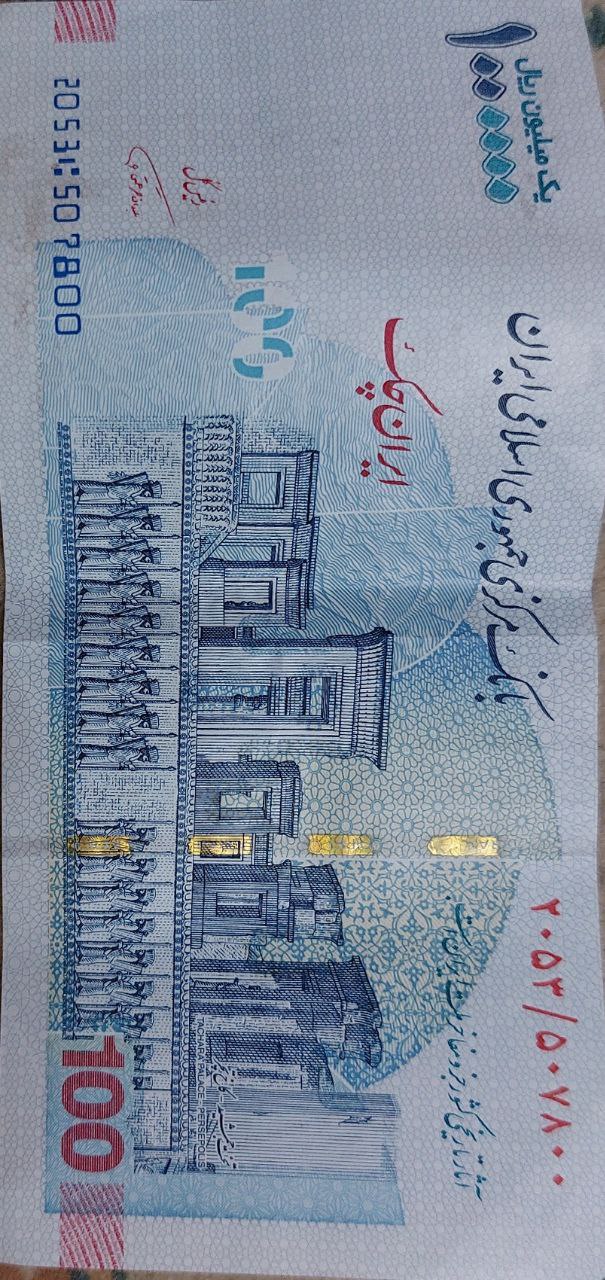 یک میلیون ریال
۱۰۰۰۰۰۰
بانک مرکزی جمهوری اسلامی ایران
۲۰۵۳/۵۰۷۸۰۰
آثار تاریخی کشور جزو مفاخر ملت ایران است
ایران چک
100
تخت جمشید - کاخ تچر
TACHARA PALACE - PERSEPOLIS
رئیس کل
2053 507800
100